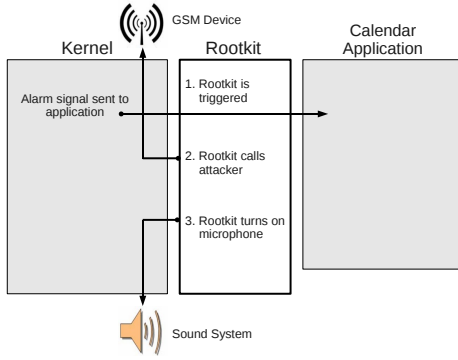 GSM Device
Kernel
Rootkit
Calendar
Application
Alarm signal sent to
application
1. Rootkit is
triggered
2. Rootkit calls
attacker
3. Rootkit turns on
microphone
Sound System